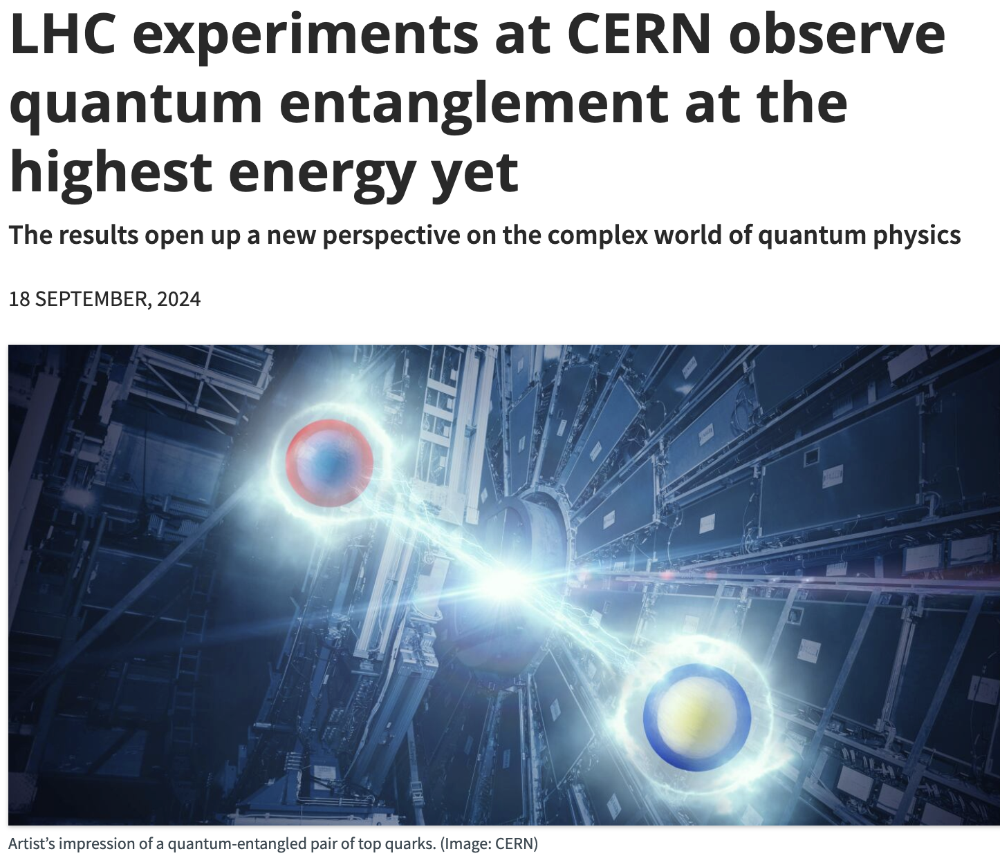 LHC experiments at CERN observe
quantum entanglement at the
highest energy yet
The results open up a new perspective on the complex world of quantum physics
18 SEPTEMBER, 2024
Artist's impression of a quantum-entangled pair of top quarks. (Image: CERN)